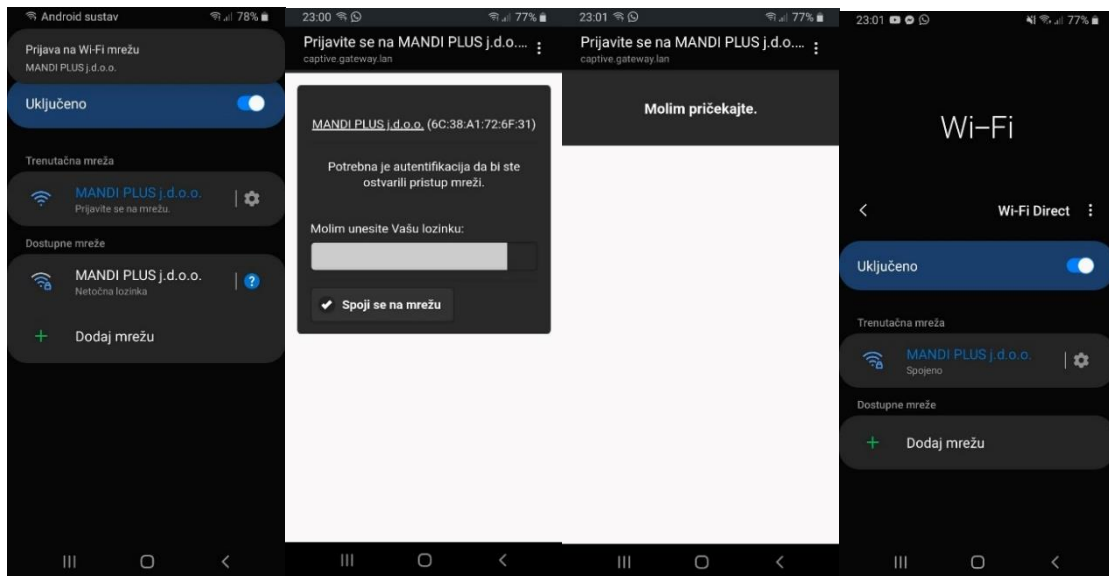 Android sustav 78%
Prijava na Wi-Fi mrežu
MANDI PLUS j.d.o.o.
Uključeno
Trenutačna mreža
MANDI PLUS j.d.o.o.
Prijavite se na mrežu.
Dostupne mreže
MANDI PLUS j.d.o.o.
Netočna lozinka
Dodaj mrežu
23:00 77%
Prijavite se na MANDI PLUS j.d.o....
captive.gateway.lan
MANDI PLUS j.d.o.o. (6C:38:A1:72:6F:31)
Potrebna je autentifikacija da bi ste
ostvarili pristup mreži.
Molim unesite Vašu lozinku:
Spoji se na mrežu
23:01 77%
Prijavite se na MANDI PLUS j.d.o....
captive.gateway.lan
Molim pričekajte.
23:01 77%
Wi-Fi
Wi-Fi Direct
Uključeno
Trenutačna mreža
MANDI PLUS j.d.o.o.
Spojeno
Dostupne mreže
Dodaj mrežu